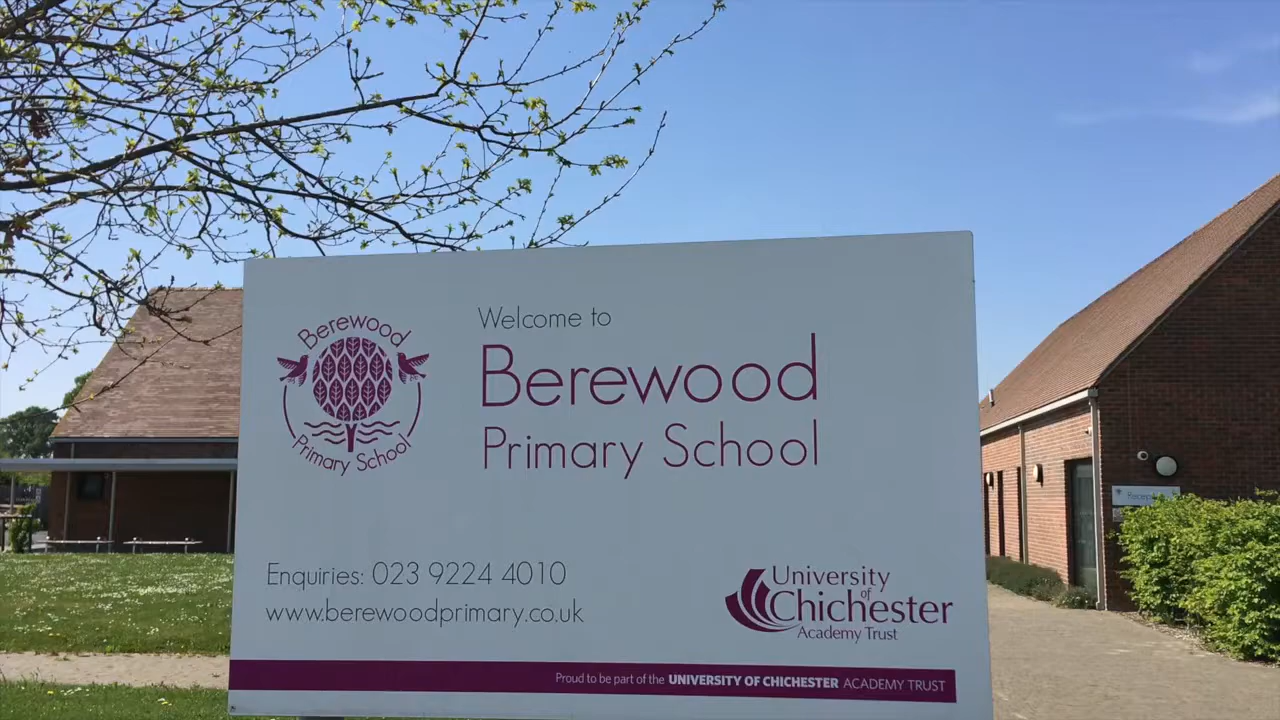 Berewood
Primary School
Welcome to
Berewood
Primary School
Enquiries: 023 9224 4010
www.berewoodprimary.co.uk
University
of
Chichester
Academy Trust
Proud to be part of the UNIVERSITY OF CHICHESTER ACADEMY TRUST